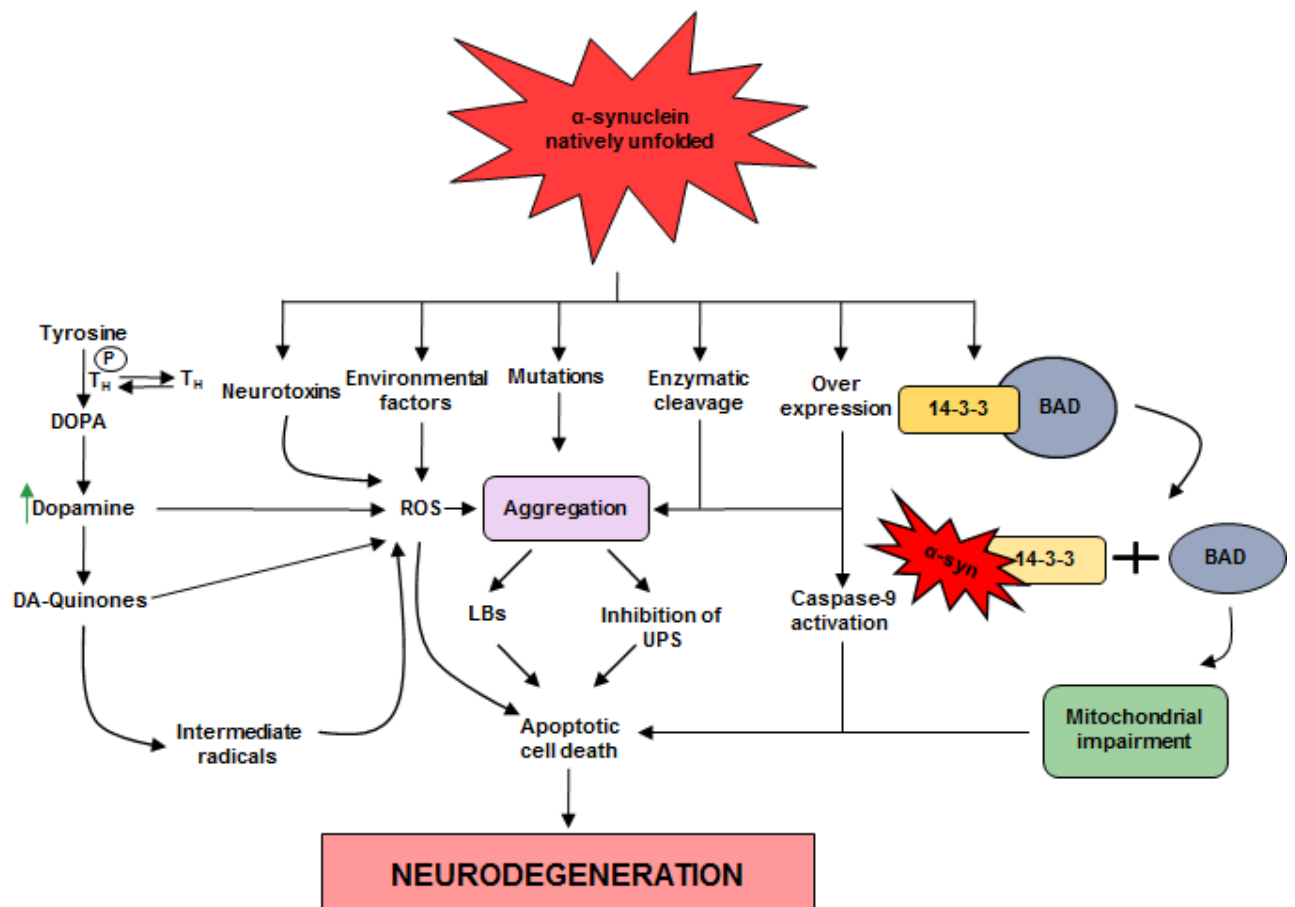 α-synuclein
natively unfolded
Tyrosine
P
TH
TH
DOPA
Dopamine
DA-Quinones
Intermediate
radicals
Neurotoxins
Environmental
factors
ROS
Mutations
Aggregation
LBs
Inhibition of
UPS
Enzymatic
cleavage
Over
expression
Caspase-9
activation
14-3-3
BAD
α-syn
14-3-3
+
BAD
Mitochondrial
impairment
Apoptotic
cell death
NEURODEGENERATION